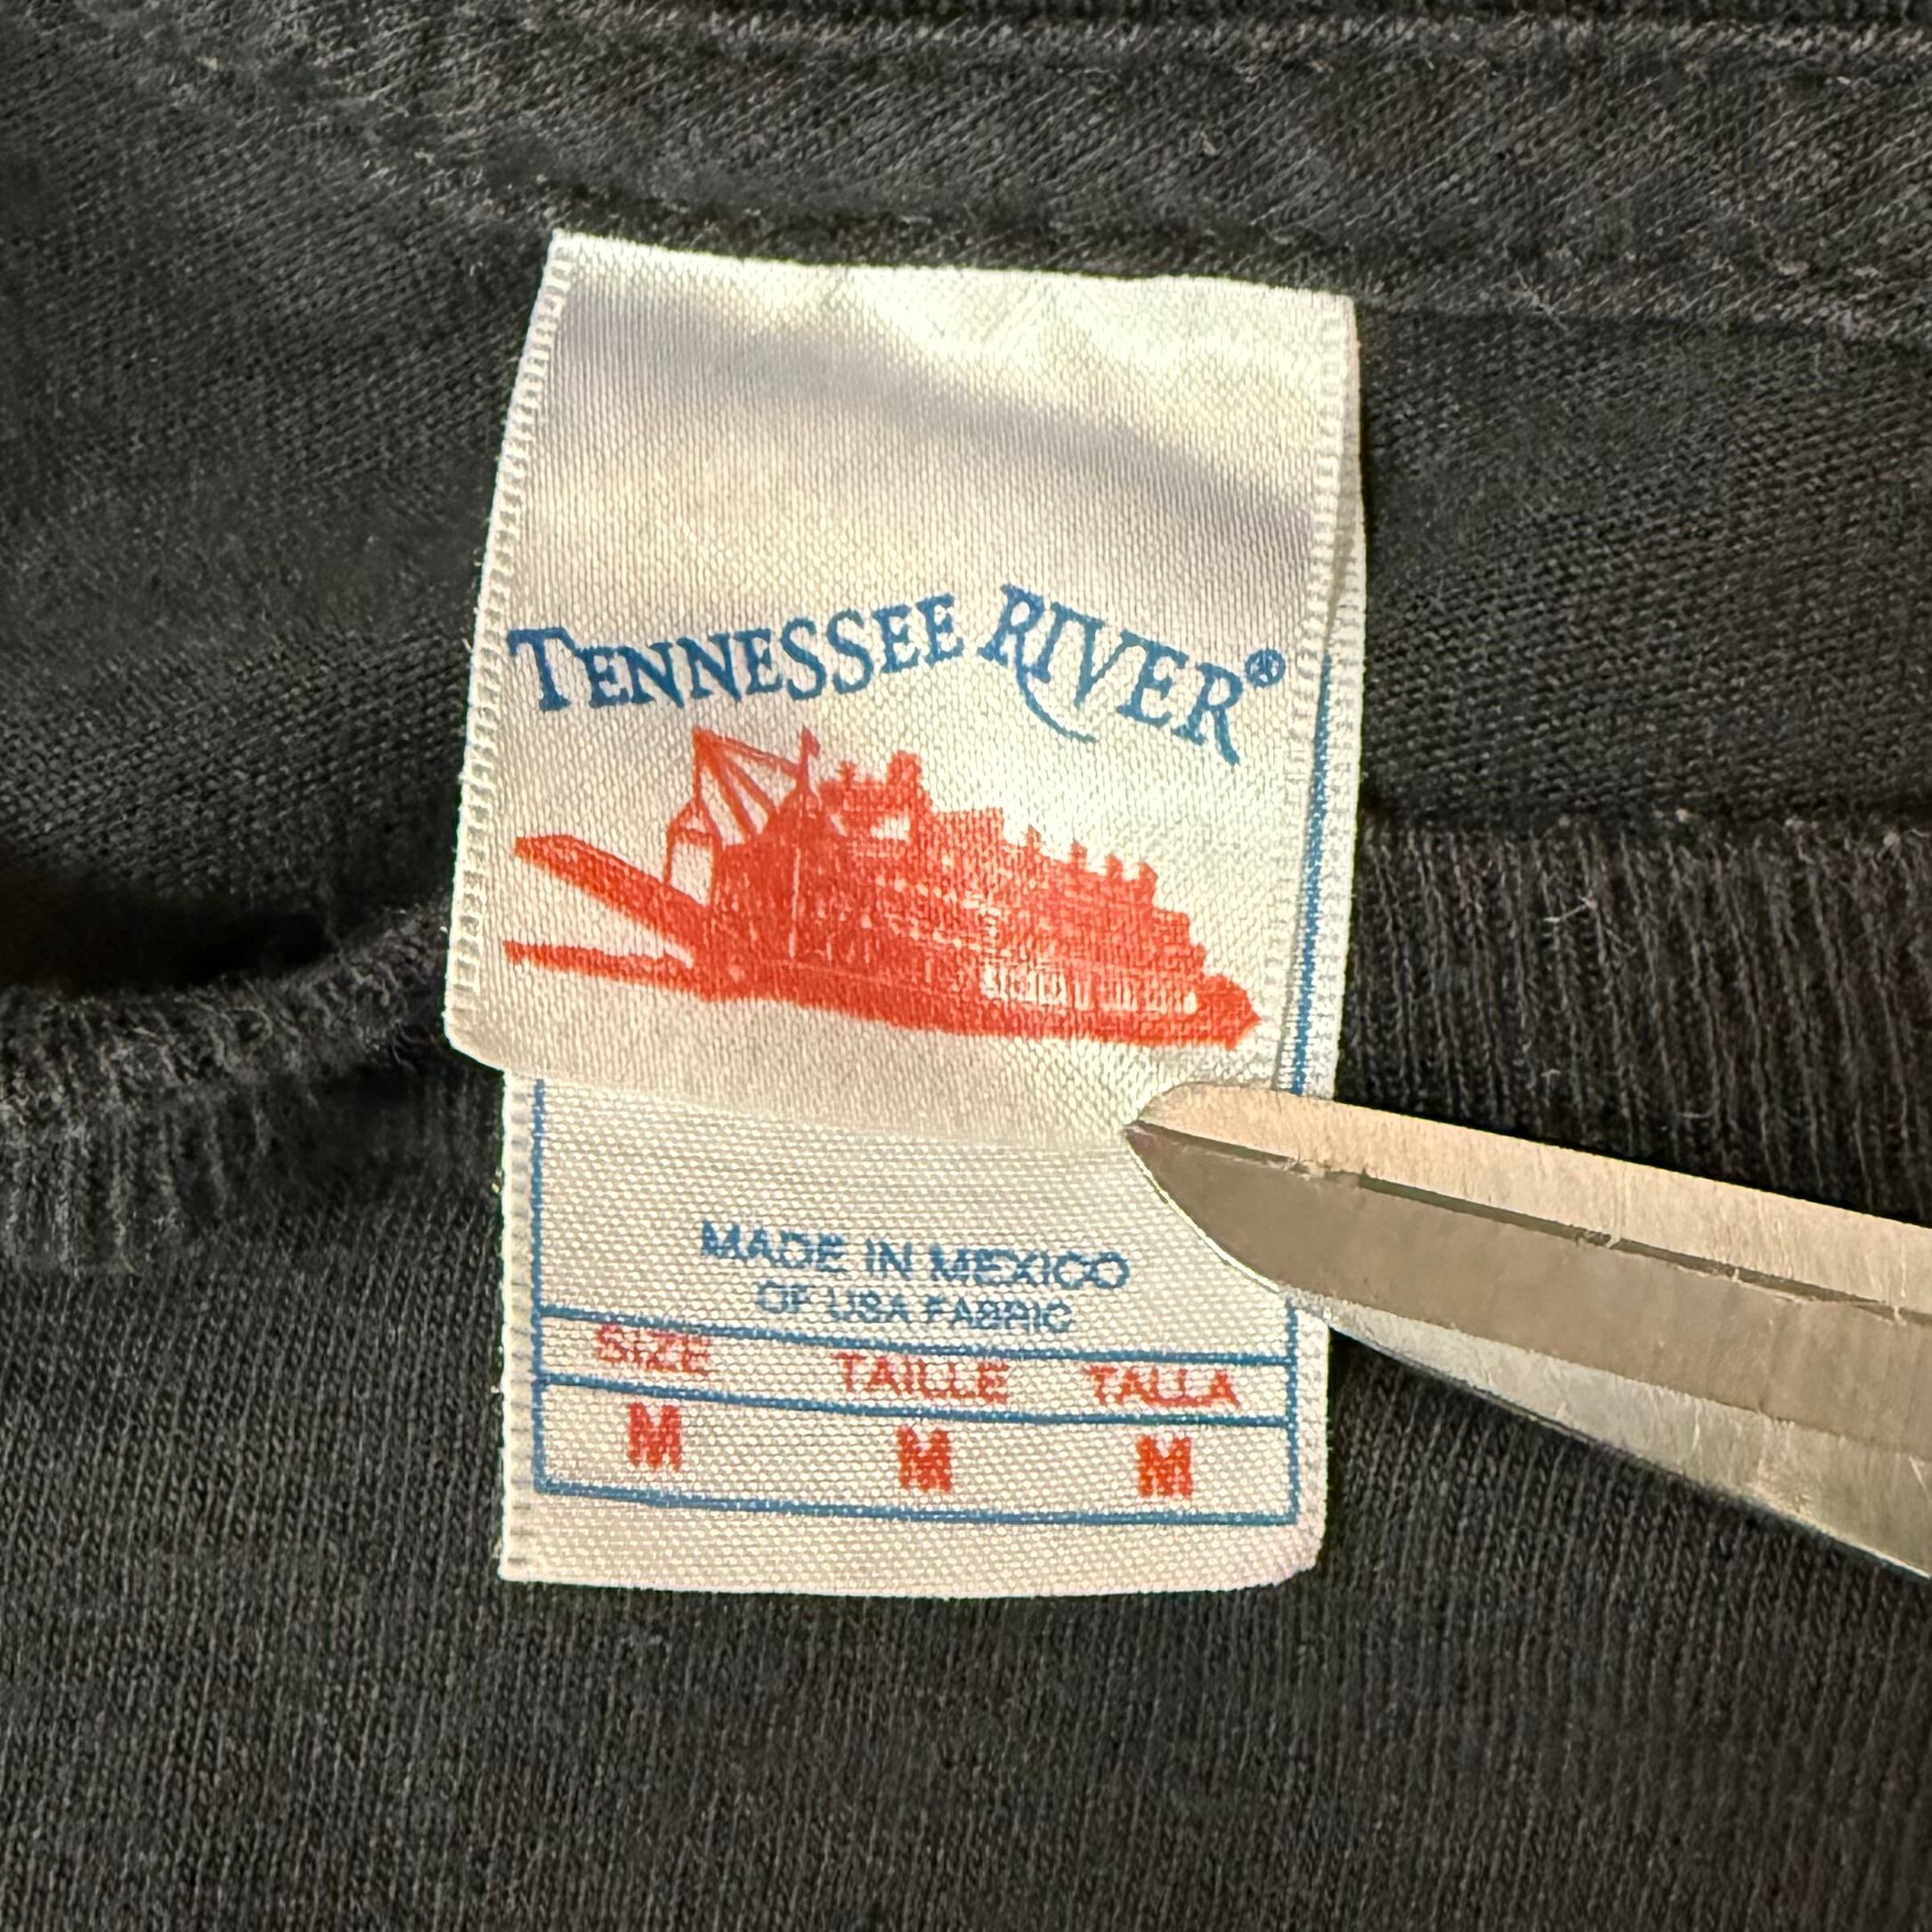 TENNESSEE RIVER®
MADE IN MEXICO
OF USA FABRIC
SIZE TAILLE TALLA
M M M